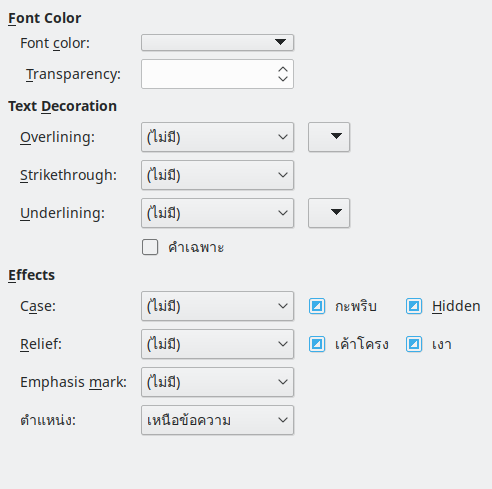 Font Color
Font color:
Transparency:
Text Decoration
Overlining: (ไม่มี)
Strikethrough: (ไม่มี)
Underlining: (ไม่มี)
คำเฉพาะ
Effects
Case: (ไม่มี) กะพริบ Hidden
Relief: (ไม่มี) เค้าโครง เงา
Emphasis mark: (ไม่มี)
ตำแหน่ง: เหนือข้อความ